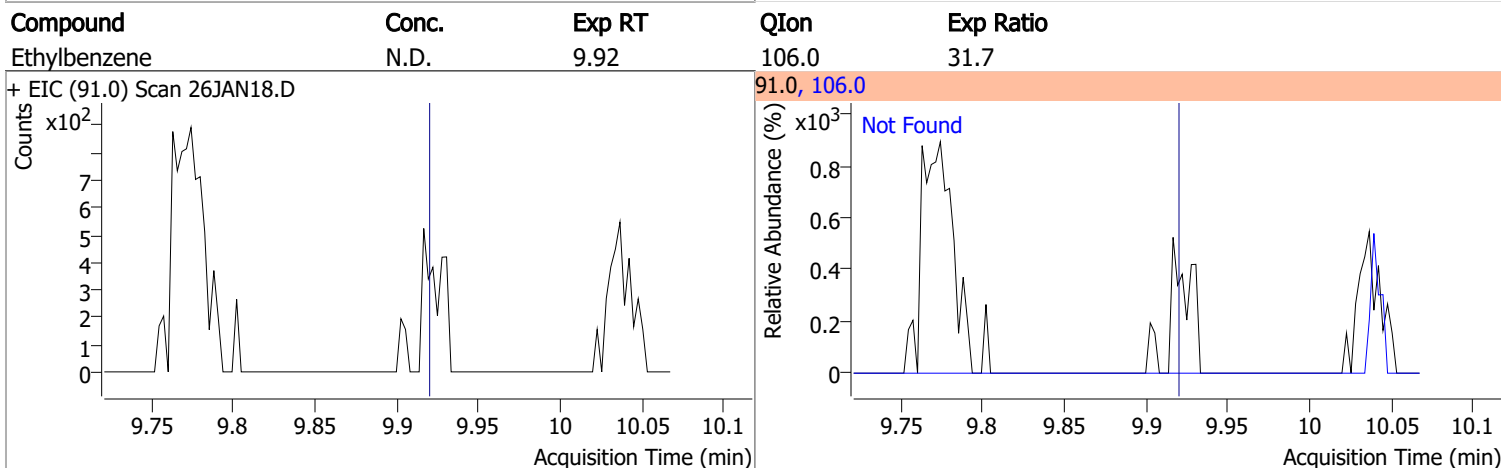 Compound Conc. Exp RT QIon Exp Ratio
Ethylbenzene N.D. 9.92 106.0 31.7
+ EIC (91.0) Scan 26JAN18.D
Counts
x10²
7
6
5
4
3
2
1
0
9.75 9.8 9.85 9.9 9.95 10 10.05 10.1
Acquisition Time (min)
91.0, 106.0
Relative Abundance (%)
x10³
Not Found
0.8
0.6
0.4
0.2
0
9.75 9.8 9.85 9.9 9.95 10 10.05 10.1
Acquisition Time (min)